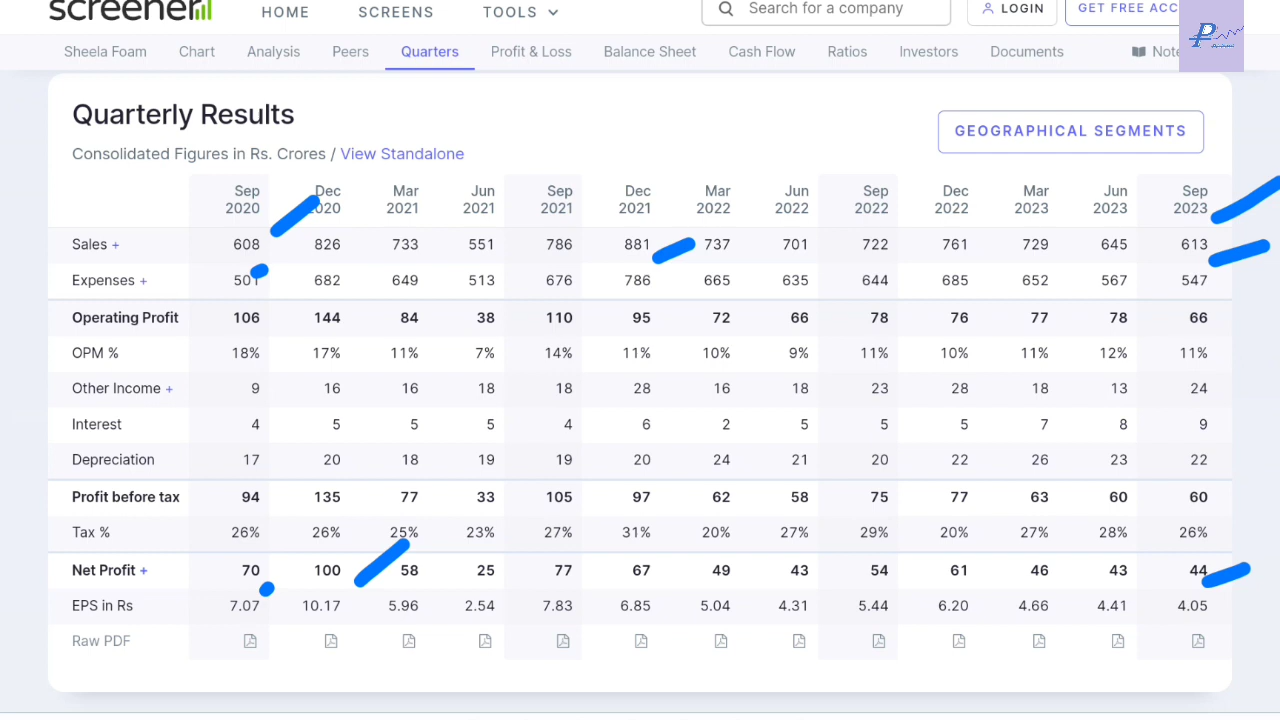 screener
HOME SCREENS TOOLS
Search for a company
LOGIN
GET FREE ACC
Sheela Foam Chart Analysis Peers Quarters Profit & Loss Balance Sheet Cash Flow Ratios Investors Documents Note
Quarterly Results
GEOGRAPHICAL SEGMENTS
Consolidated Figures in Rs. Crores / View Standalone
Sep 2020 Dec 2020 Mar 2021 Jun 2021 Sep 2021 Dec 2021 Mar 2022 Jun 2022 Sep 2022 Dec 2022 Mar 2023 Jun 2023 Sep 2023
Sales + 608 826 733 551 786 881 737 701 722 761 729 645 613
Expenses + 501 682 649 513 676 786 665 635 644 685 652 567 547
Operating Profit 106 144 84 38 110 95 72 66 78 76 77 78 66
OPM % 18% 17% 11% 7% 14% 11% 10% 9% 11% 10% 11% 12% 11%
Other Income + 9 16 16 18 18 28 16 18 23 28 18 13 24
Interest 4 5 5 5 4 6 2 5 5 5 7 8 9
Depreciation 17 20 18 19 19 20 24 21 20 22 26 23 22
Profit before tax 94 135 77 33 105 97 62 58 75 77 63 60 60
Tax % 26% 26% 25% 23% 27% 31% 20% 27% 29% 20% 27% 28% 26%
Net Profit + 70 100 58 25 77 67 49 43 54 61 46 43 44
EPS in Rs 7.07 10.17 5.96 2.54 7.83 6.85 5.04 4.31 5.44 6.20 4.66 4.41 4.05
Raw PDF